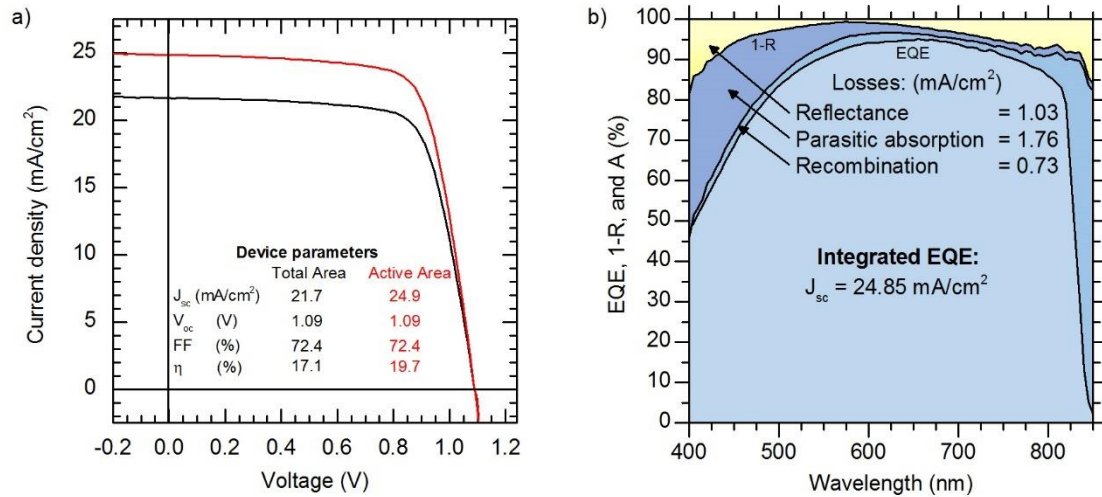 a)
Current density (mA/cm²)
25
20
15
10
5
0
-0.2 0.0 0.2 0.4 0.6 0.8 1.0 1.2
Voltage (V)
Device parameters
Total Area Active Area
Jsc (mA/cm²) 21.7 24.9
Voc (V) 1.09 1.09
FF (%) 72.4 72.4
η (%) 17.1 19.7
b)
EQE, 1-R, and A (%)
100
90
80
70
60
50
40
30
20
10
0
400 500 600 700 800
Wavelength (nm)
1-R
EQE
Losses: (mA/cm²)
Reflectance = 1.03
Parasitic absorption = 1.76
Recombination = 0.73
Integrated EQE:
Jsc = 24.85 mA/cm²